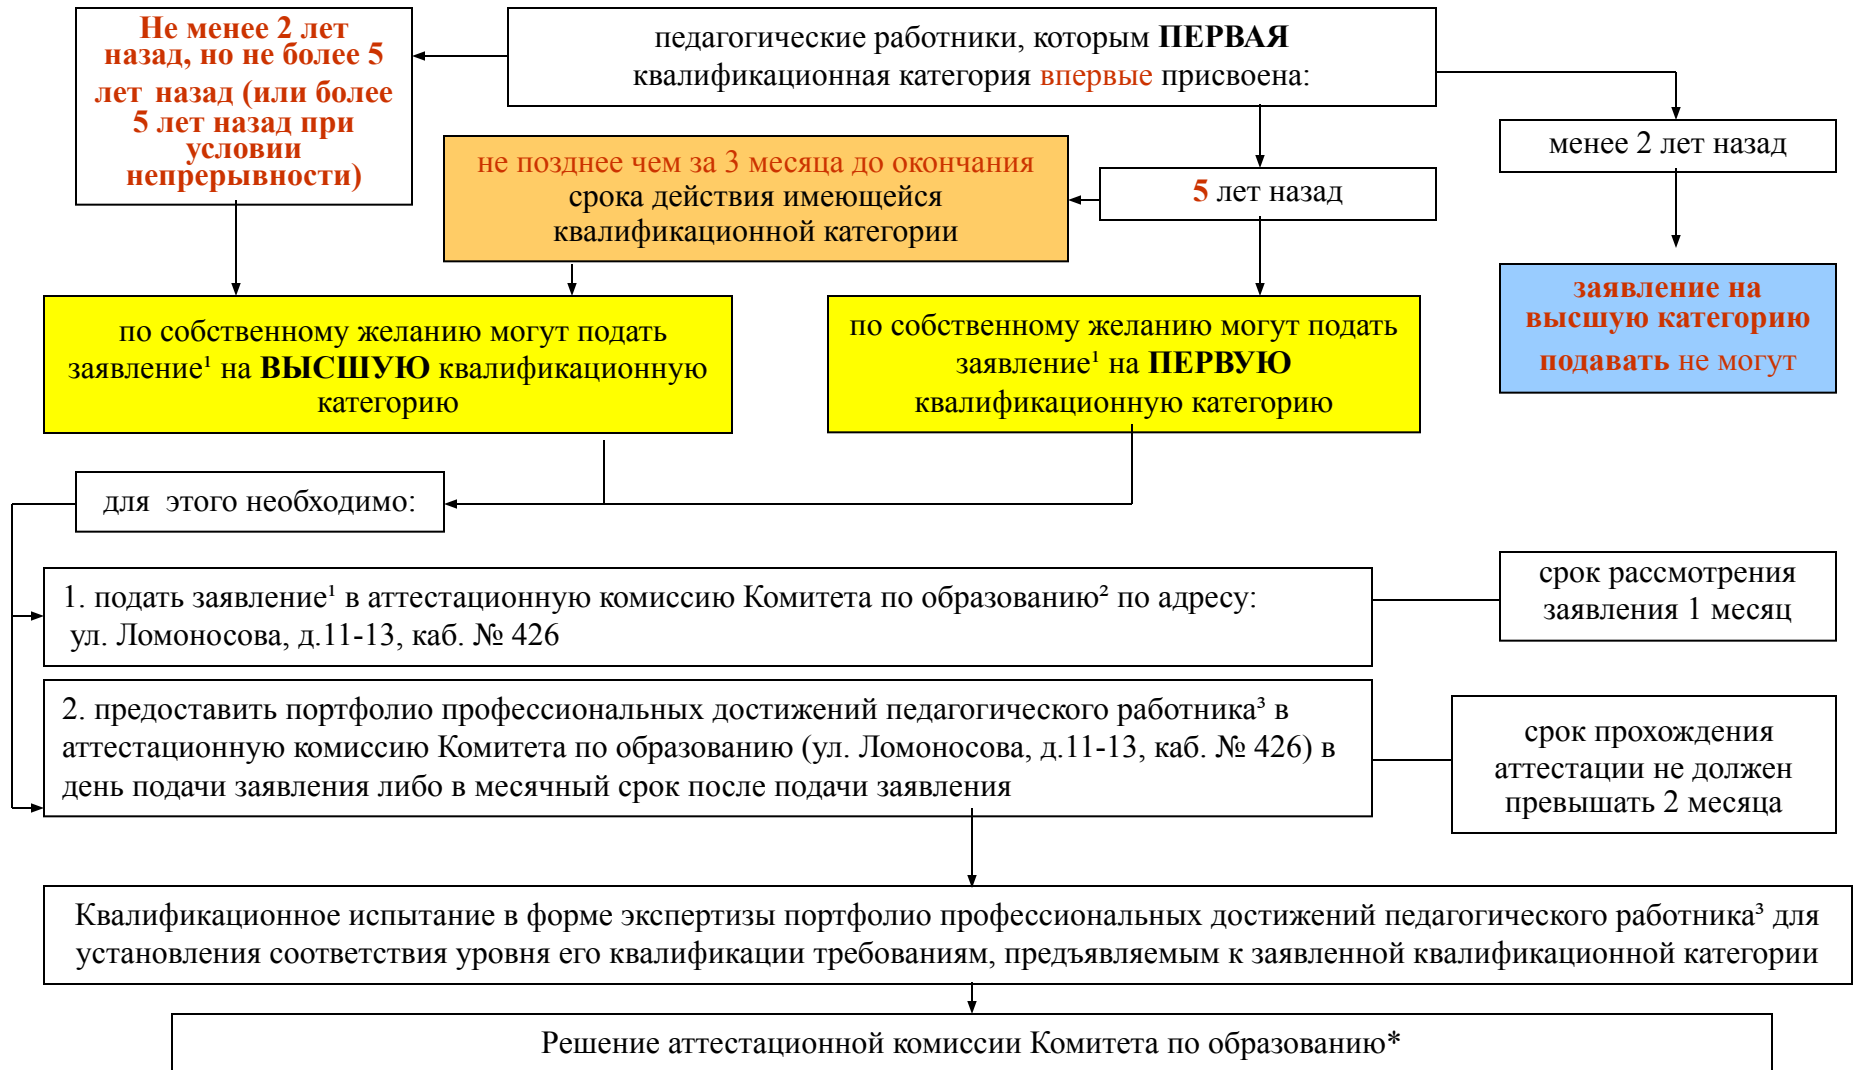 Не менее 2 лет
назад, но не более 5
лет назад (или более
5 лет назад при
условии
непрерывности)
педагогические работники, которым ПЕРВАЯ
квалификационная категория впервые присвоена:
менее 2 лет назад
не позднее чем за 3 месяца до окончания
срока действия имеющейся
квалификационной категории
5 лет назад
по собственному желанию могут подать
заявление¹ на ВЫСШУЮ квалификационную
категорию
по собственному желанию могут подать
заявление¹ на ПЕРВУЮ
квалификационную категорию
заявление на
высшую категорию
подавать не могут
для этого необходимо:
1. подать заявление¹ в аттестационную комиссию Комитета по образованию² по адресу:
ул. Ломоносова, д.11-13, каб. № 426
срок рассмотрения
заявления 1 месяц
2. предоставить портфолио профессиональных достижений педагогического работника³ в
аттестационную комиссию Комитета по образованию (ул. Ломоносова, д.11-13, каб. № 426) в
день подачи заявления либо в месячный срок после подачи заявления
срок прохождения
аттестации не должен
превышать 2 месяца
Квалификационное испытание в форме экспертизы портфолио профессиональных достижений педагогического работника³ для
установления соответствия уровня его квалификации требованиям, предъявляемым к заявленной квалификационной категории
Решение аттестационной комиссии Комитета по образованию*